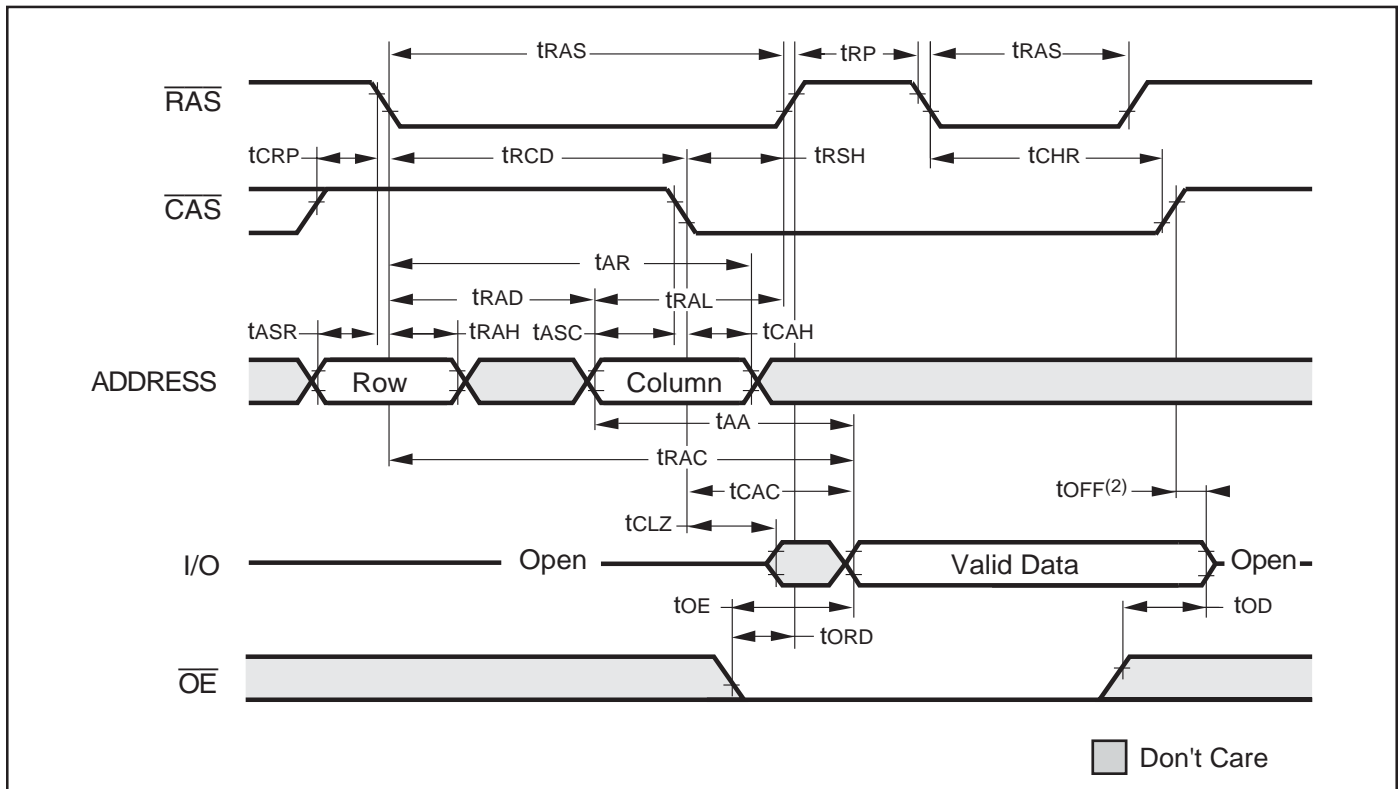 tRAS tRP tRAS
RAS
tCRP tRCD tRSH tCHR
CAS
tAR
tRAD tRAL
tASR tRAH tASC tCAH
ADDRESS Row Column
tAA
tRAC
tCAC tOFF(2)
tCLZ
I/O Open Valid Data Open
tOE tOD
tORD
OE
Don't Care